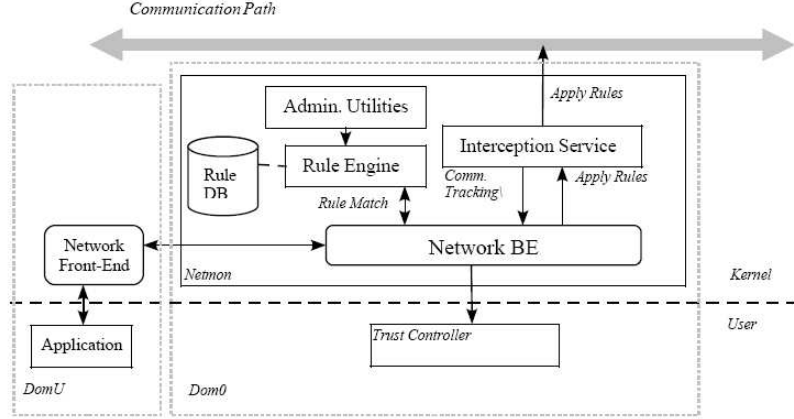 Communication Path
Apply Rules
Admin. Utilities
Interception Service
Rule
DB
Rule Engine
Comm.
Tracking\
Apply Rules
Rule Match
Network
Front-End
Network BE
Netmon
Kernel
User
Application
Trust Controller
DomU
Dom0